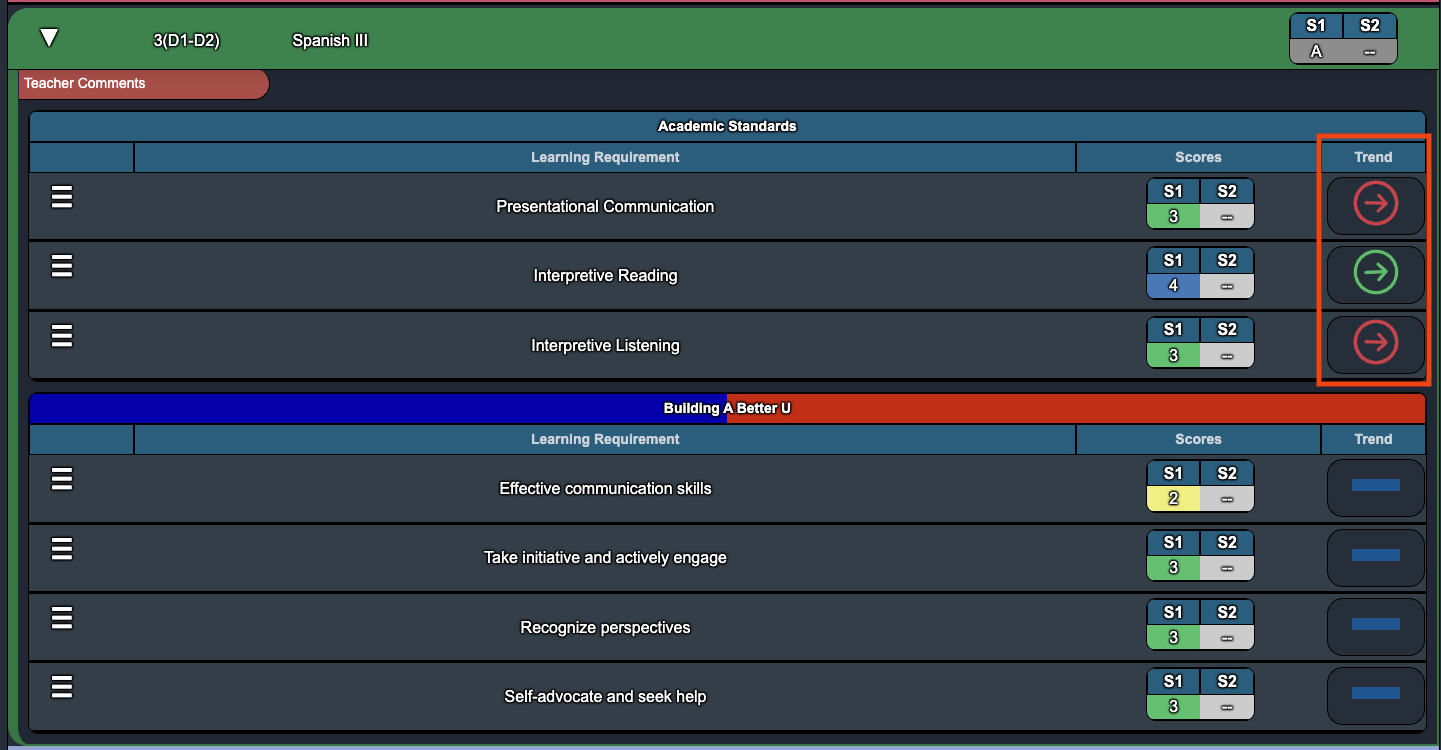 3(D1-D2) Spanish III S1 S2
A --
Teacher Comments
Academic Standards
Learning Requirement Scores Trend
Presentational Communication S1 S2
3 --
Interpretive Reading S1 S2
4 --
Interpretive Listening S1 S2
3 --
Building A Better U
Learning Requirement Scores Trend
Effective communication skills S1 S2
2 --
Take initiative and actively engage S1 S2
3 --
Recognize perspectives S1 S2
3 --
Self-advocate and seek help S1 S2
3 --